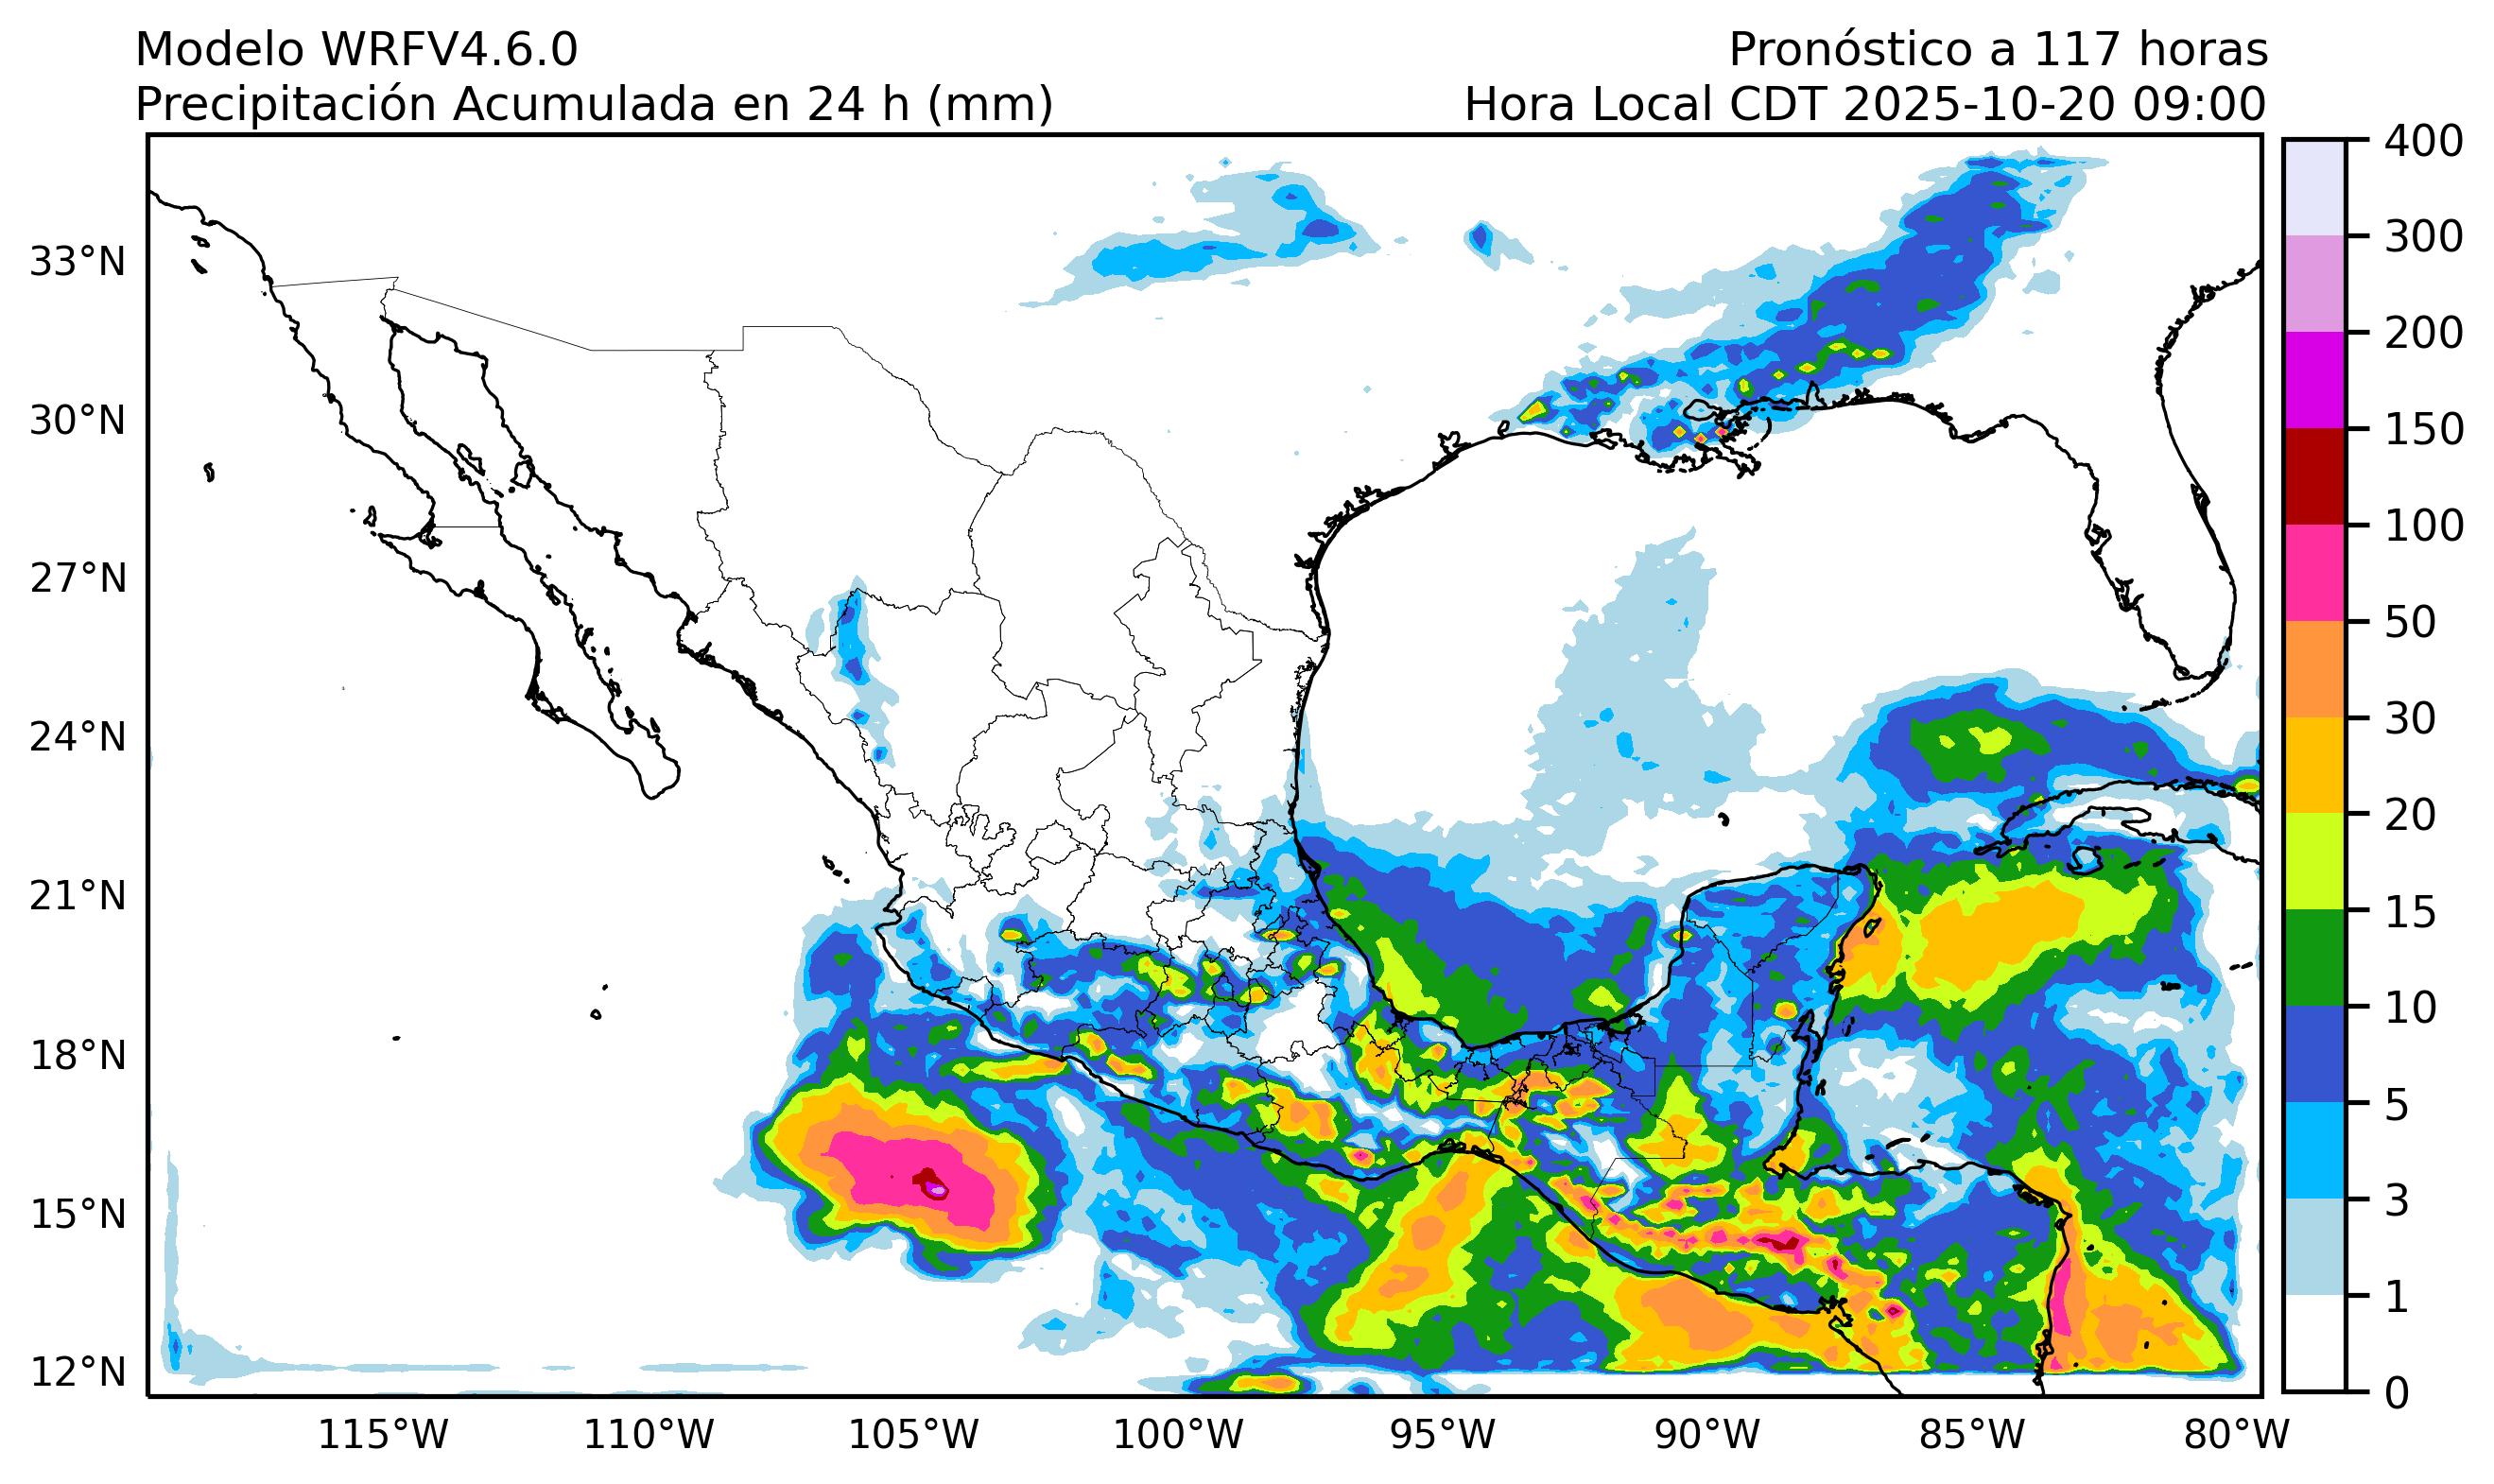 Modelo WRFV4.6.0
Pronóstico a 117 horas
Precipitación Acumulada en 24 h (mm)
Hora Local CDT 2025-10-20 09:00
400
300
200
150
100
50
30
20
15
10
5
3
1
0
33°N
30°N
27°N
24°N
21°N
18°N
15°N
12°N
115°W
110°W
105°W
100°W
95°W
90°W
85°W
80°W